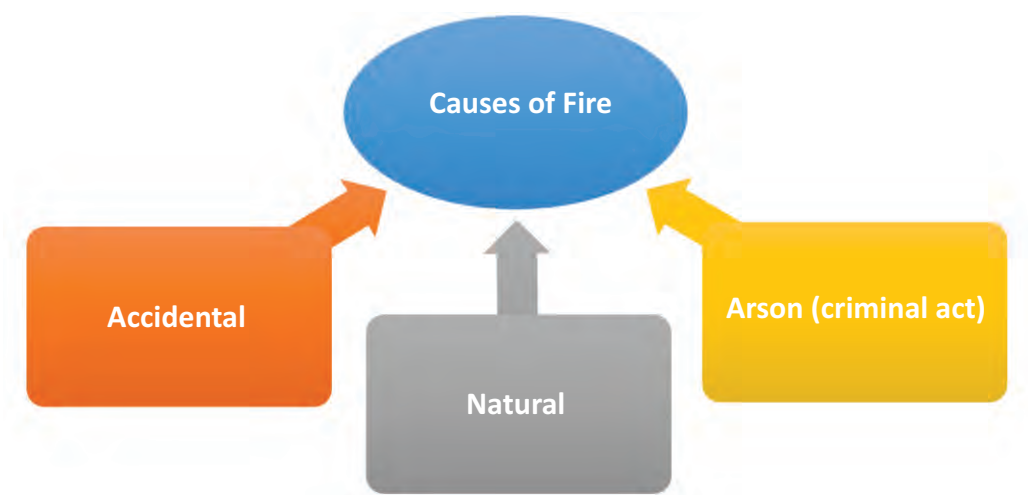 Causes of Fire
Accidental
Natural
Arson (criminal act)